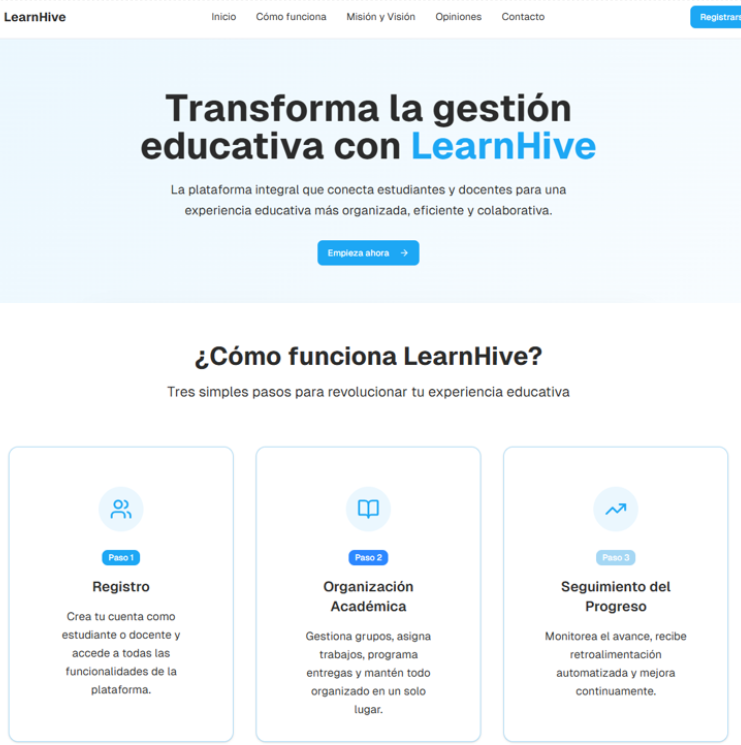 LearnHive
Inicio
Cómo funciona
Misión y Visión
Opiniones
Contacto
Transforma la gestión
educativa con LearnHive
La plataforma integral que conecta estudiantes y docentes para una
experiencia educativa más organizada, eficiente y colaborativa.
Empieza ahora →
¿Cómo funciona LearnHive?
Tres simples pasos para revolucionar tu experiencia educativa
Paso 1
Registro
Crea tu cuenta como
estudiante o docente y
accede a todas las
funcionalidades de la
plataforma.
Paso 2
Organización
Académica
Gestiona grupos, asigna
trabajos, programa
entregas y mantén todo
organizado en un solo
lugar.
Paso 3
Seguimiento del
Progreso
Monitorea el avance, recibe
retroalimentación
automatizada y mejora
continuamente.